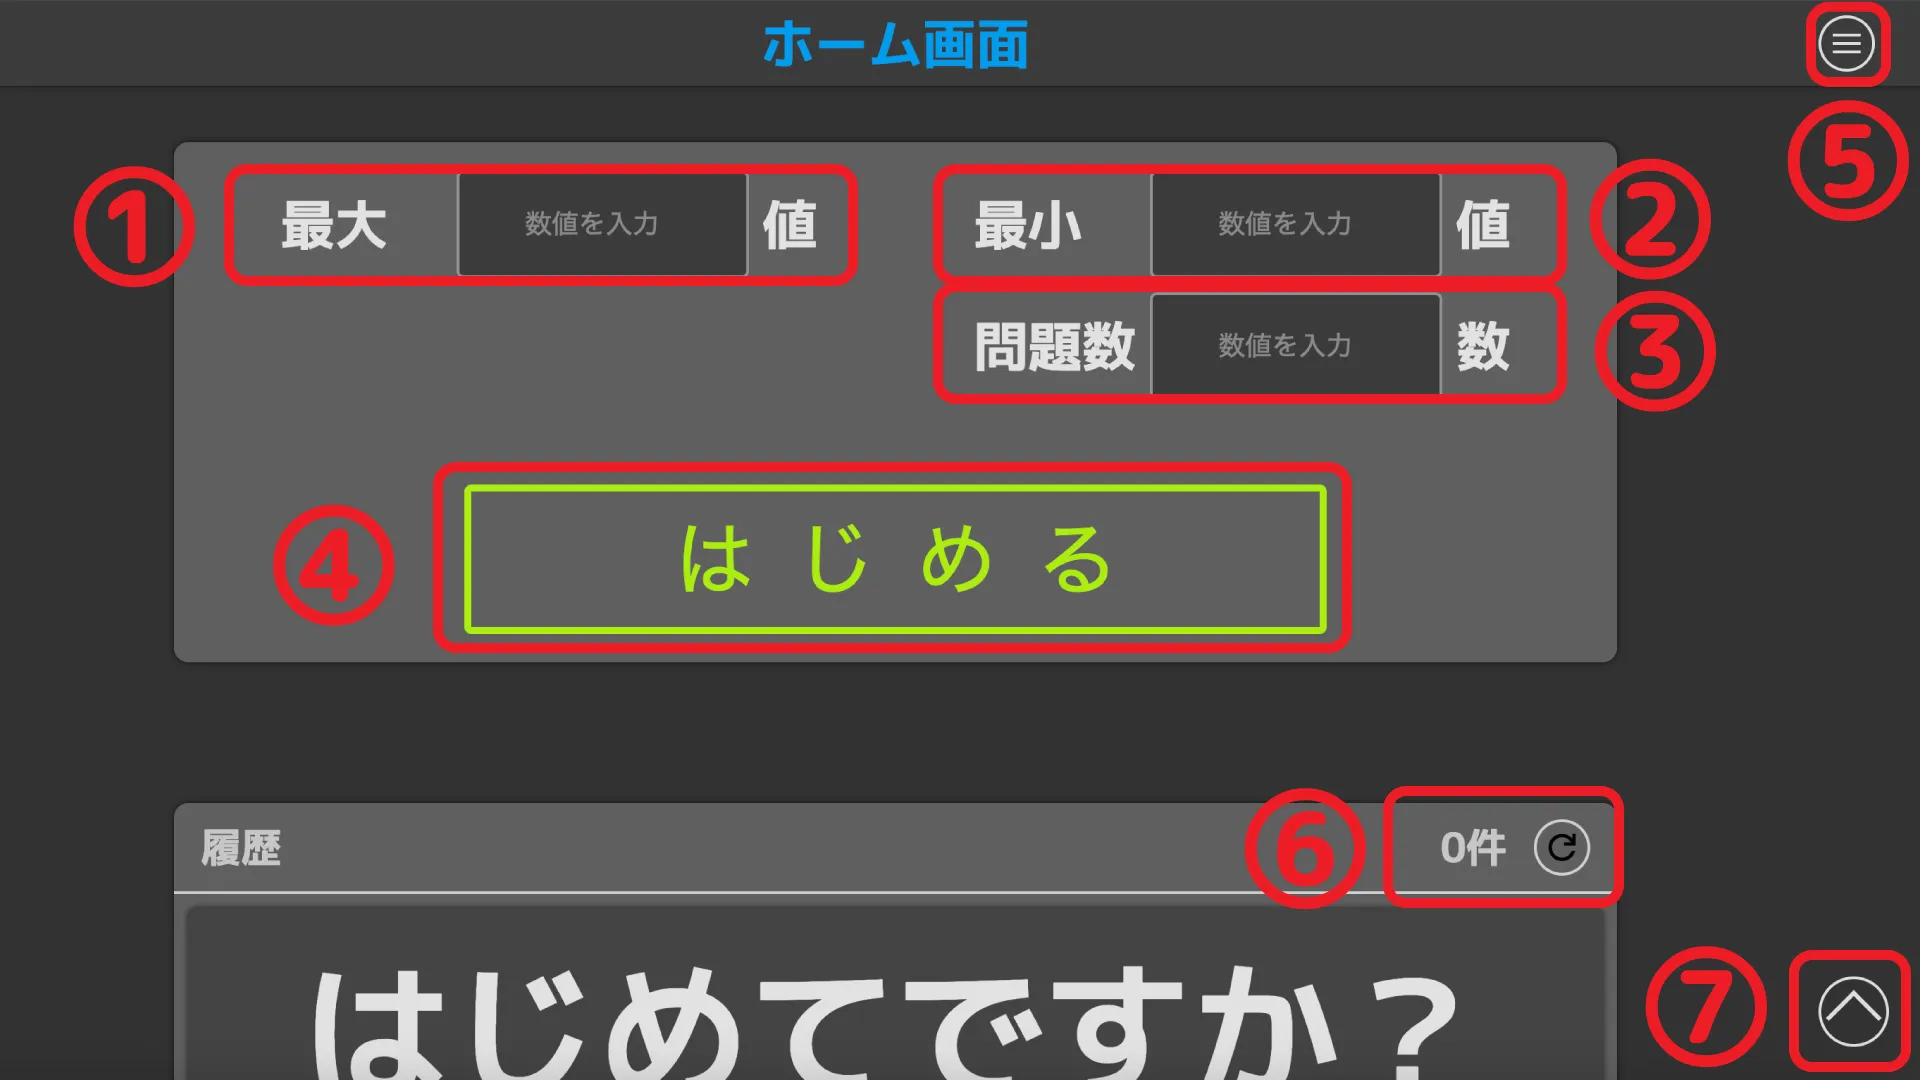 ホーム画面
⑤
① 最大 数値を入力 値
最小 数値を入力 値 ②
問題数 数値を入力 数 ③
④ はじめる
履歴 ⑥ 0件
はじめてですか？
⑦